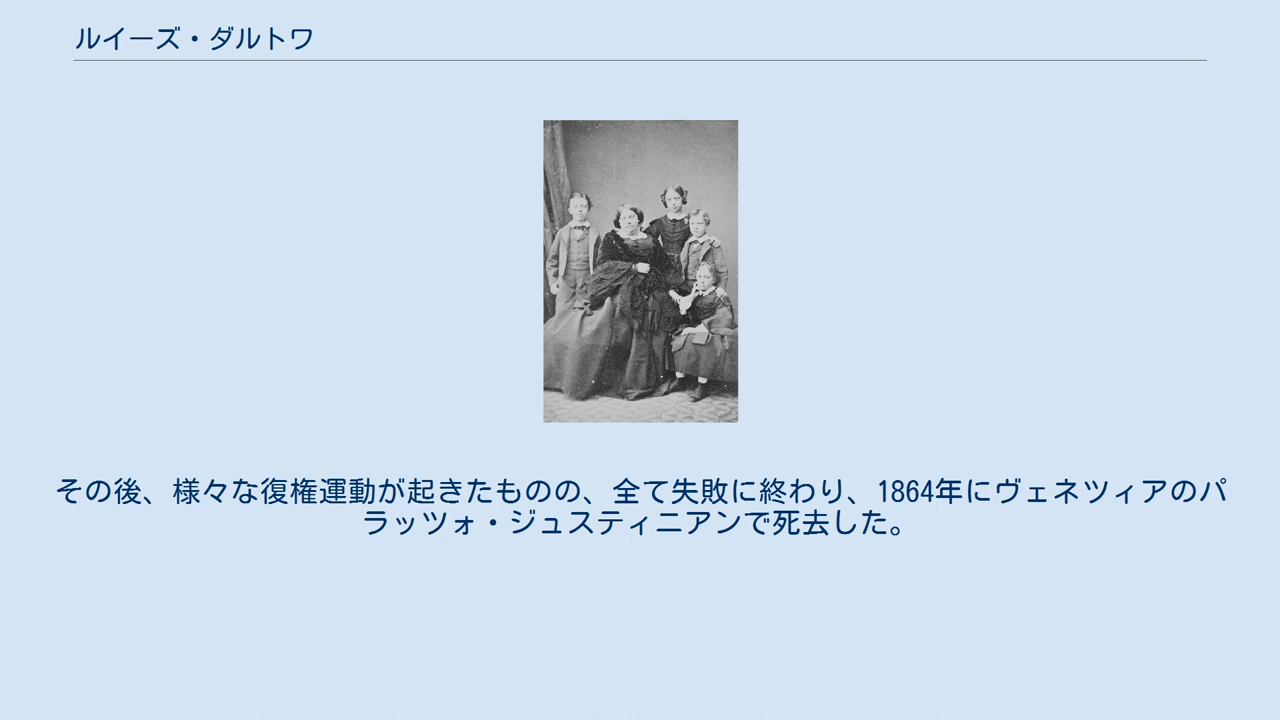 ルイーズ・ダルトワ
その後、様々な復権運動が起きたものの、全て失敗に終わり、1864年にヴェネツィアのパ
ラッツォ・ジュスティニアンで死去した。